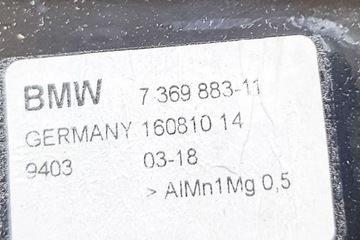 BMW 7 369 883-11
GERMANY 160810 14
9403 03-18
> AlMn1Mg 0,5